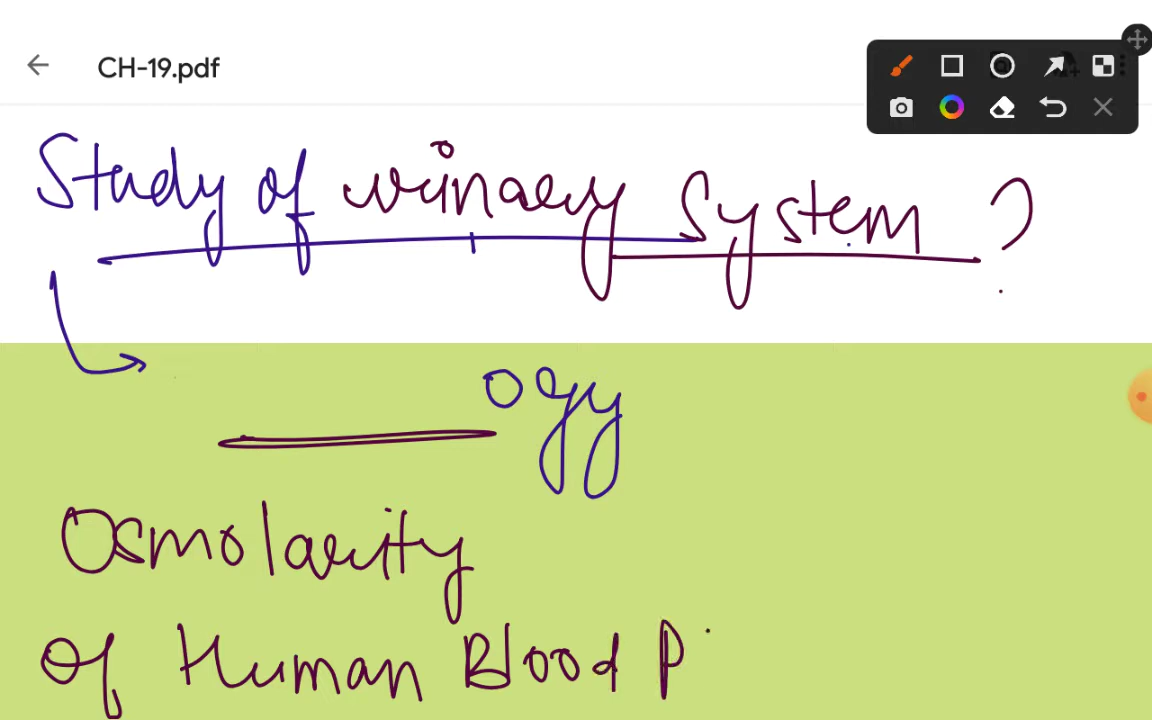 CH-19.pdf
Study of urinary System ?
ogy
Osmolarity
of Human Blood P